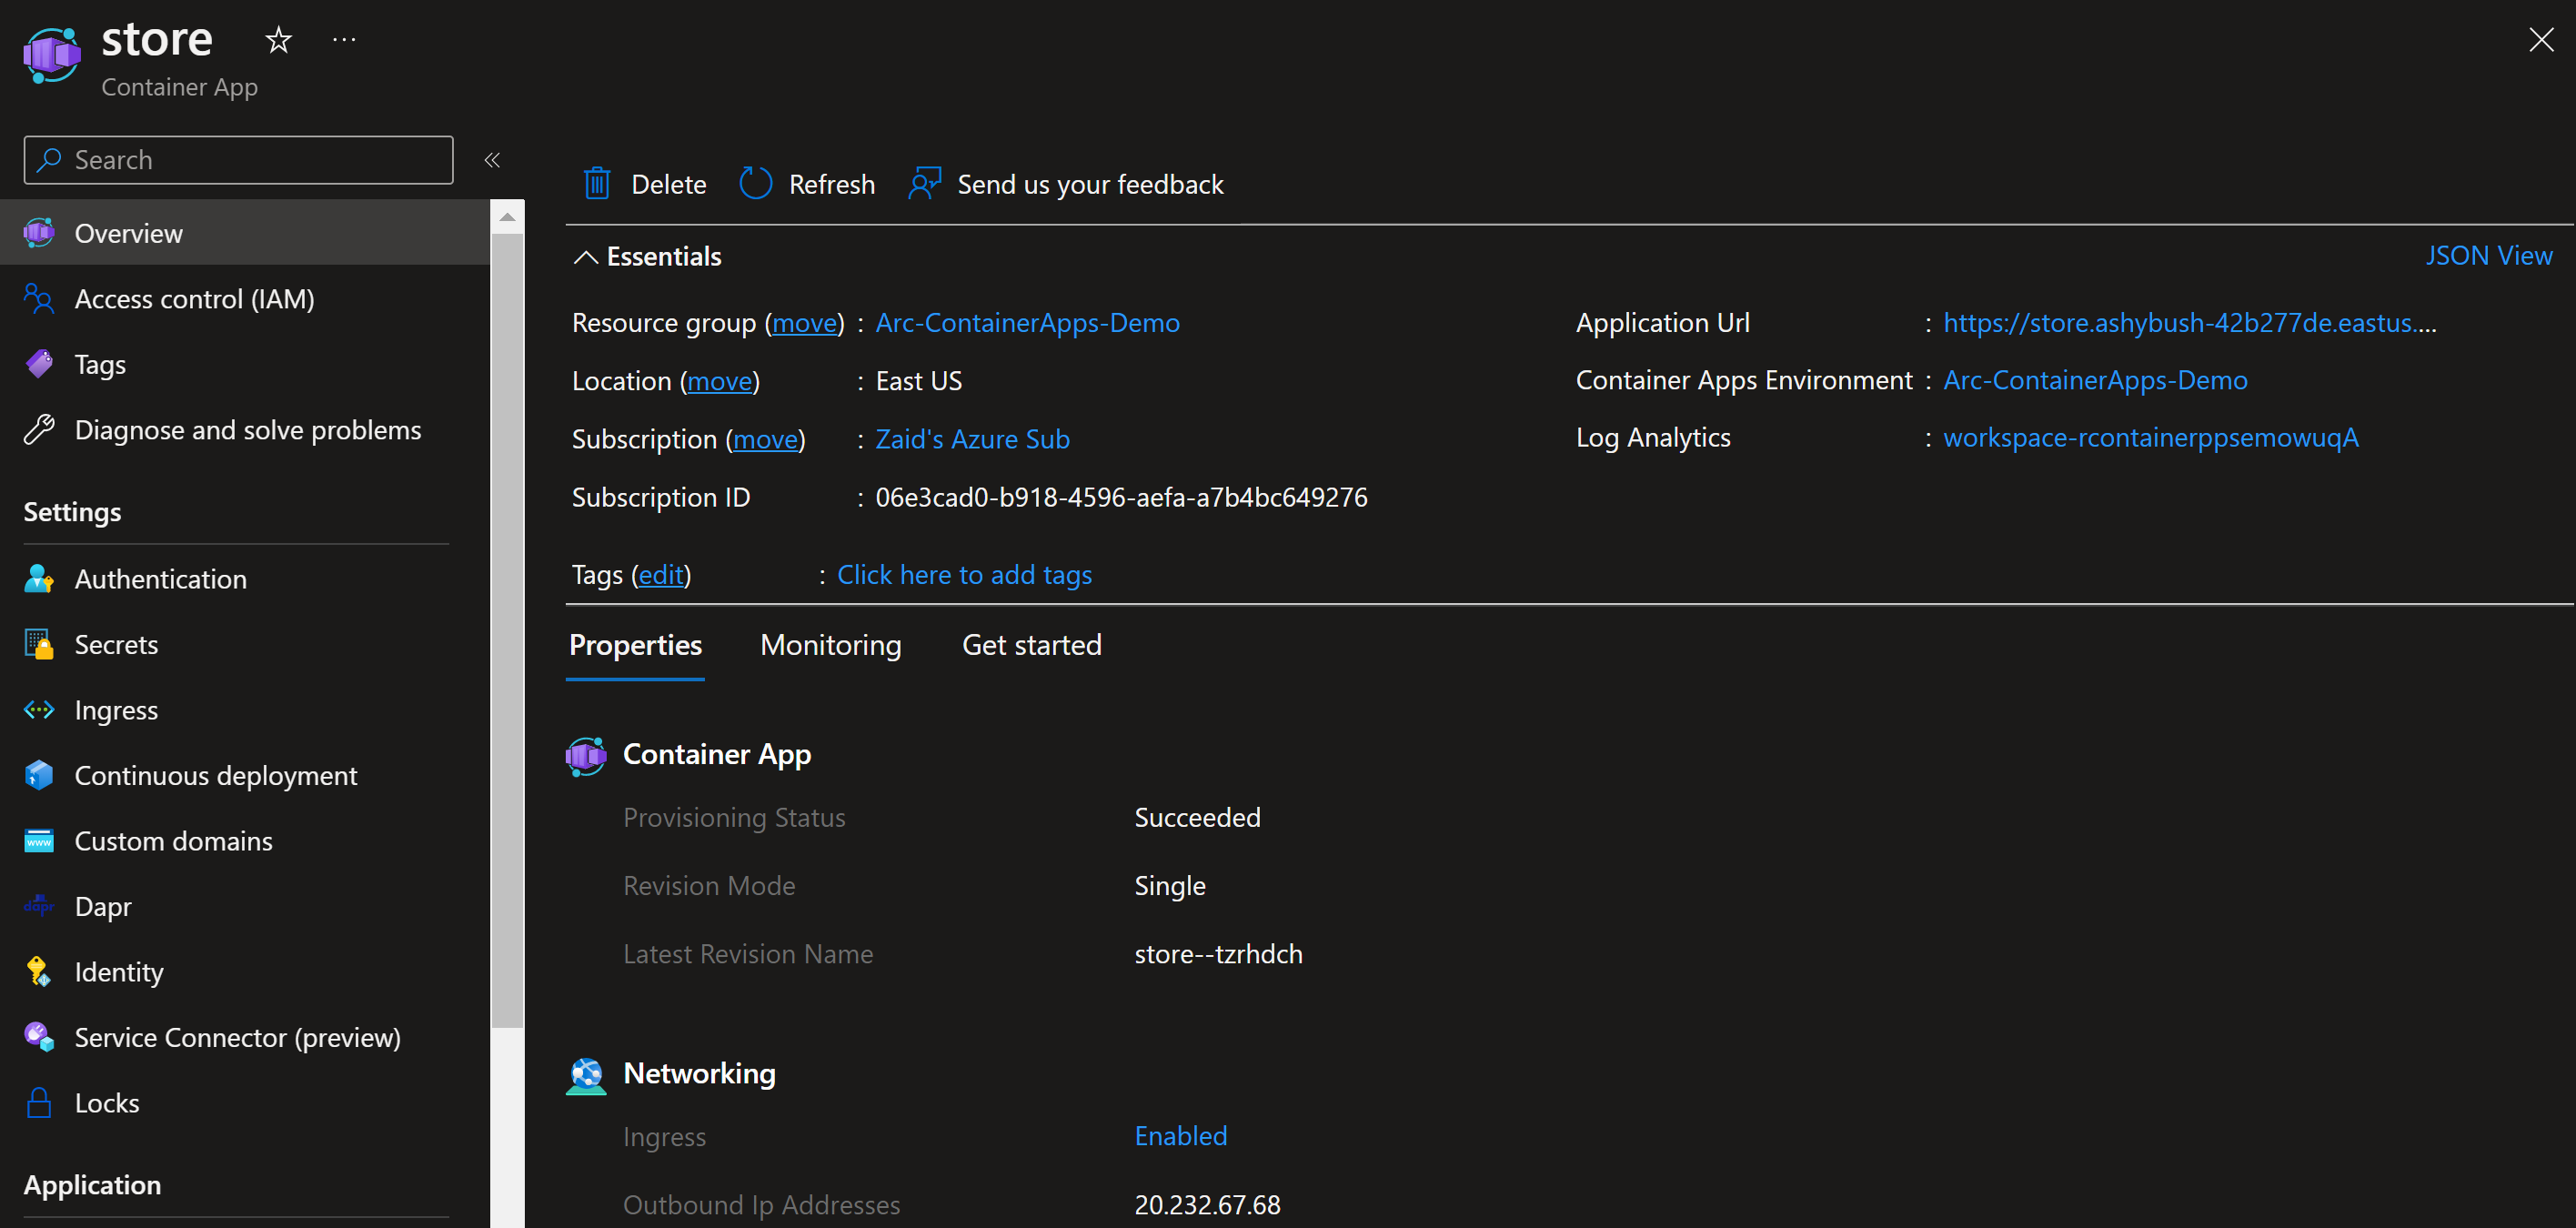 store
Container App
Search
Overview
Access control (IAM)
Tags
Diagnose and solve problems
Settings
Authentication
Secrets
Ingress
Continuous deployment
www
Custom domains
dapr
Dapr
Identity
Service Connector (preview)
Locks
Application
Delete
Refresh
Send us your feedback
Essentials
JSON View
Resource group (move) : Arc-ContainerApps-Demo
Location (move) : East US
Subscription (move) : Zaid's Azure Sub
Subscription ID : 06e3cad0-b918-4596-aefa-a7b4bc649276
Application Url : https://store.ashybush-42b277de.eastus....
Container Apps Environment : Arc-ContainerApps-Demo
Log Analytics : workspace-rcontainerppsemowuqA
Tags (edit) : Click here to add tags
Properties
Monitoring
Get started
Container App
Provisioning Status Succeeded
Revision Mode Single
Latest Revision Name store--tzrhdch
Networking
Ingress Enabled
Outbound Ip Addresses 20.232.67.68